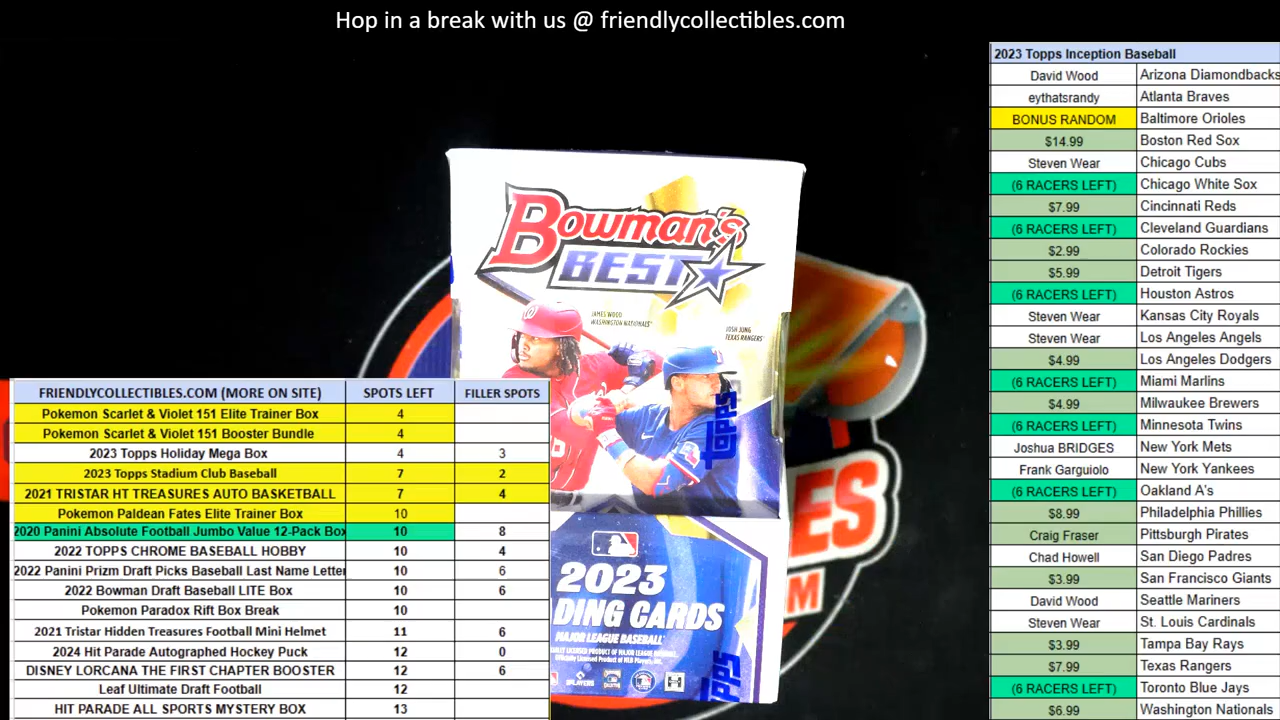 Hop in a break with us @ friendlycollectibles.com
2023 Topps Inception Baseball
David Wood Arizona Diamondbacks
eythatsrandy Atlanta Braves
BONUS RANDOM Baltimore Orioles
$14.99 Boston Red Sox
Steven Wear Chicago Cubs
(6 RACERS LEFT) Chicago White Sox
$7.99 Cincinnati Reds
(6 RACERS LEFT) Cleveland Guardians
$2.99 Colorado Rockies
$5.99 Detroit Tigers
(6 RACERS LEFT) Houston Astros
Steven Wear Kansas City Royals
Steven Wear Los Angeles Angels
$4.99 Los Angeles Dodgers
(6 RACERS LEFT) Miami Marlins
$4.99 Milwaukee Brewers
(6 RACERS LEFT) Minnesota Twins
Joshua BRIDGES New York Mets
Frank Garguiolo New York Yankees
(6 RACERS LEFT) Oakland A's
$8.99 Philadelphia Phillies
Craig Fraser Pittsburgh Pirates
Chad Howell San Diego Padres
$3.99 San Francisco Giants
David Wood Seattle Mariners
Steven Wear St. Louis Cardinals
$3.99 Tampa Bay Rays
$7.99 Texas Rangers
(6 RACERS LEFT) Toronto Blue Jays
$6.99 Washington Nationals
Bowman's
BEST
JAMES WOOD
WASHINGTON NATIONALS
JOSH JUNG
TEXAS RANGERS
topps
2023
DING CARDS
MAJOR LEAGUE BASEBALL
topps
FRIENDLYCOLLECTIBLES.COM (MORE ON SITE) SPOTS LEFT FILLER SPOTS
Pokemon Scarlet & Violet 151 Elite Trainer Box 4
Pokemon Scarlet & Violet 151 Booster Bundle 4
2023 Topps Holiday Mega Box 4 3
2023 Topps Stadium Club Baseball 7 2
2021 TRISTAR HT TREASURES AUTO BASKETBALL 7 4
Pokemon Paldean Fates Elite Trainer Box 10
2020 Panini Absolute Football Jumbo Value 12-Pack Box 10 8
2022 TOPPS CHROME BASEBALL HOBBY 10 4
2022 Panini Prizm Draft Picks Baseball Last Name Letter 10 6
2022 Bowman Draft Baseball LITE Box 10 6
Pokemon Paradox Rift Box Break 10
2021 Tristar Hidden Treasures Football Mini Helmet 11 6
2024 Hit Parade Autographed Hockey Puck 12 0
DISNEY LORCANA THE FIRST CHAPTER BOOSTER 12 6
Leaf Ultimate Draft Football 12
HIT PARADE ALL SPORTS MYSTERY BOX 13